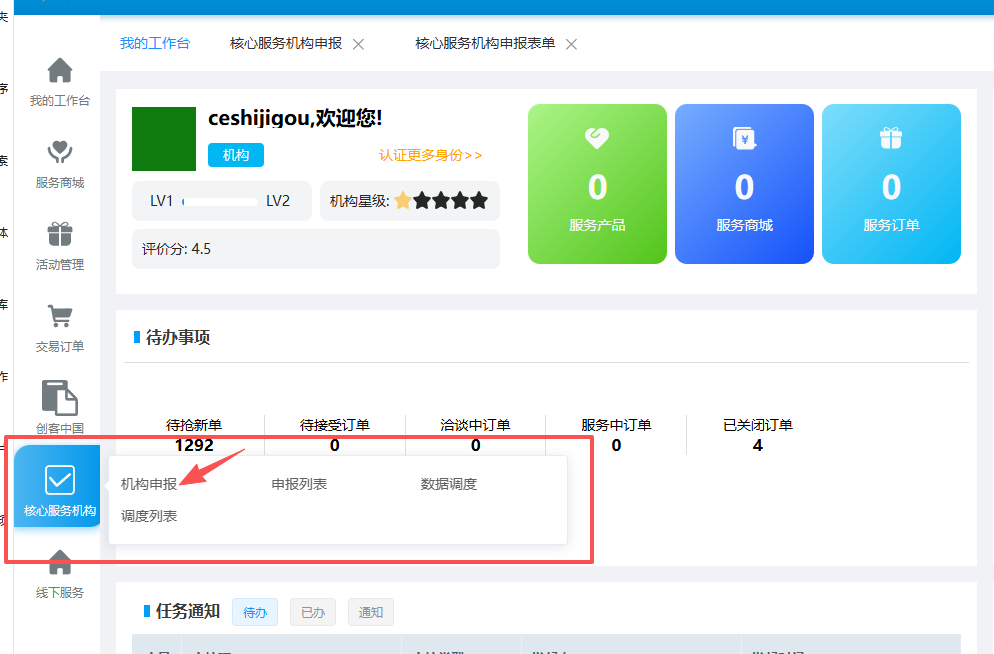 我的工作台 核心服务机构申报 核心服务机构申报表单
我的工作台
服务商城
活动管理
交易订单
创客中国
核心服务机构
线下服务
ceshijigou,欢迎您!
机构 认证更多身份>>
LV1 LV2 机构星级:
评价分: 4.5
0
服务产品
0
服务商城
0
服务订单
待办事项
待抢新单 待接受订单 洽谈中订单 服务中订单 已关闭订单
1292 0 0 0 4
机构申报 申报列表 数据调度
调度列表
任务通知 待办 已办 通知